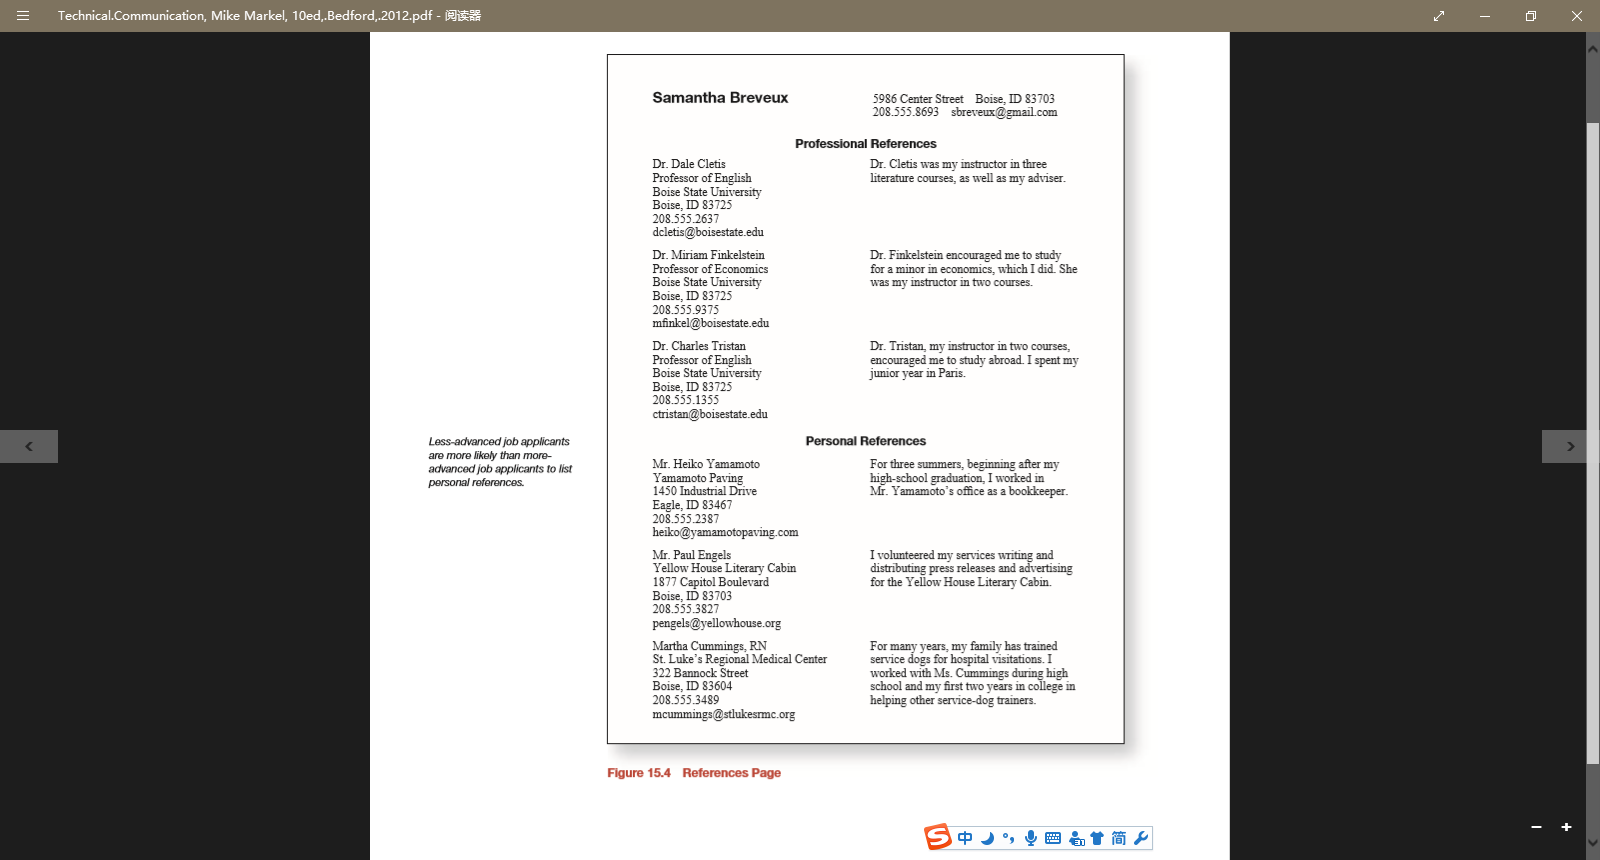 Technical.Communication, Mike Markel, 10ed,.Bedford,.2012.pdf - 阅读器
Samantha Breveux
5986 Center Street Boise, ID 83703
208.555.8693 sbreveux@gmail.com
Professional References
Dr. Dale Cletis
Professor of English
Boise State University
Boise, ID 83725
208.555.2637
dcletis@boisestate.edu
Dr. Cletis was my instructor in three
literature courses, as well as my adviser.
Dr. Miriam Finkelstein
Professor of Economics
Boise State University
Boise, ID 83725
208.555.9375
mfinkel@boisestate.edu
Dr. Finkelstein encouraged me to study
for a minor in economics, which I did. She
was my instructor in two courses.
Dr. Charles Tristan
Professor of English
Boise State University
Boise, ID 83725
208.555.1355
ctristan@boisestate.edu
Dr. Tristan, my instructor in two courses,
encouraged me to study abroad. I spent my
junior year in Paris.
Less-advanced job applicants
are more likely than more-
advanced job applicants to list
personal references.
Personal References
Mr. Heiko Yamamoto
Yamamoto Paving
1450 Industrial Drive
Eagle, ID 83467
208.555.2387
heiko@yamamotopaving.com
For three summers, beginning after my
high-school graduation, I worked in
Mr. Yamamoto's office as a bookkeeper.
Mr. Paul Engels
Yellow House Literary Cabin
1877 Capitol Boulevard
Boise, ID 83703
208.555.3827
pengels@yellowhouse.org
I volunteered my services writing and
distributing press releases and advertising
for the Yellow House Literary Cabin.
Martha Cummings, RN
St. Luke's Regional Medical Center
322 Bannock Street
Boise, ID 83604
208.555.3489
mcummings@stlukesrmc.org
For many years, my family has trained
service dogs for hospital visitations. I
worked with Ms. Cummings during high
school and my first two years in college in
helping other service-dog trainers.
Figure 15.4 References Page
S 中 简